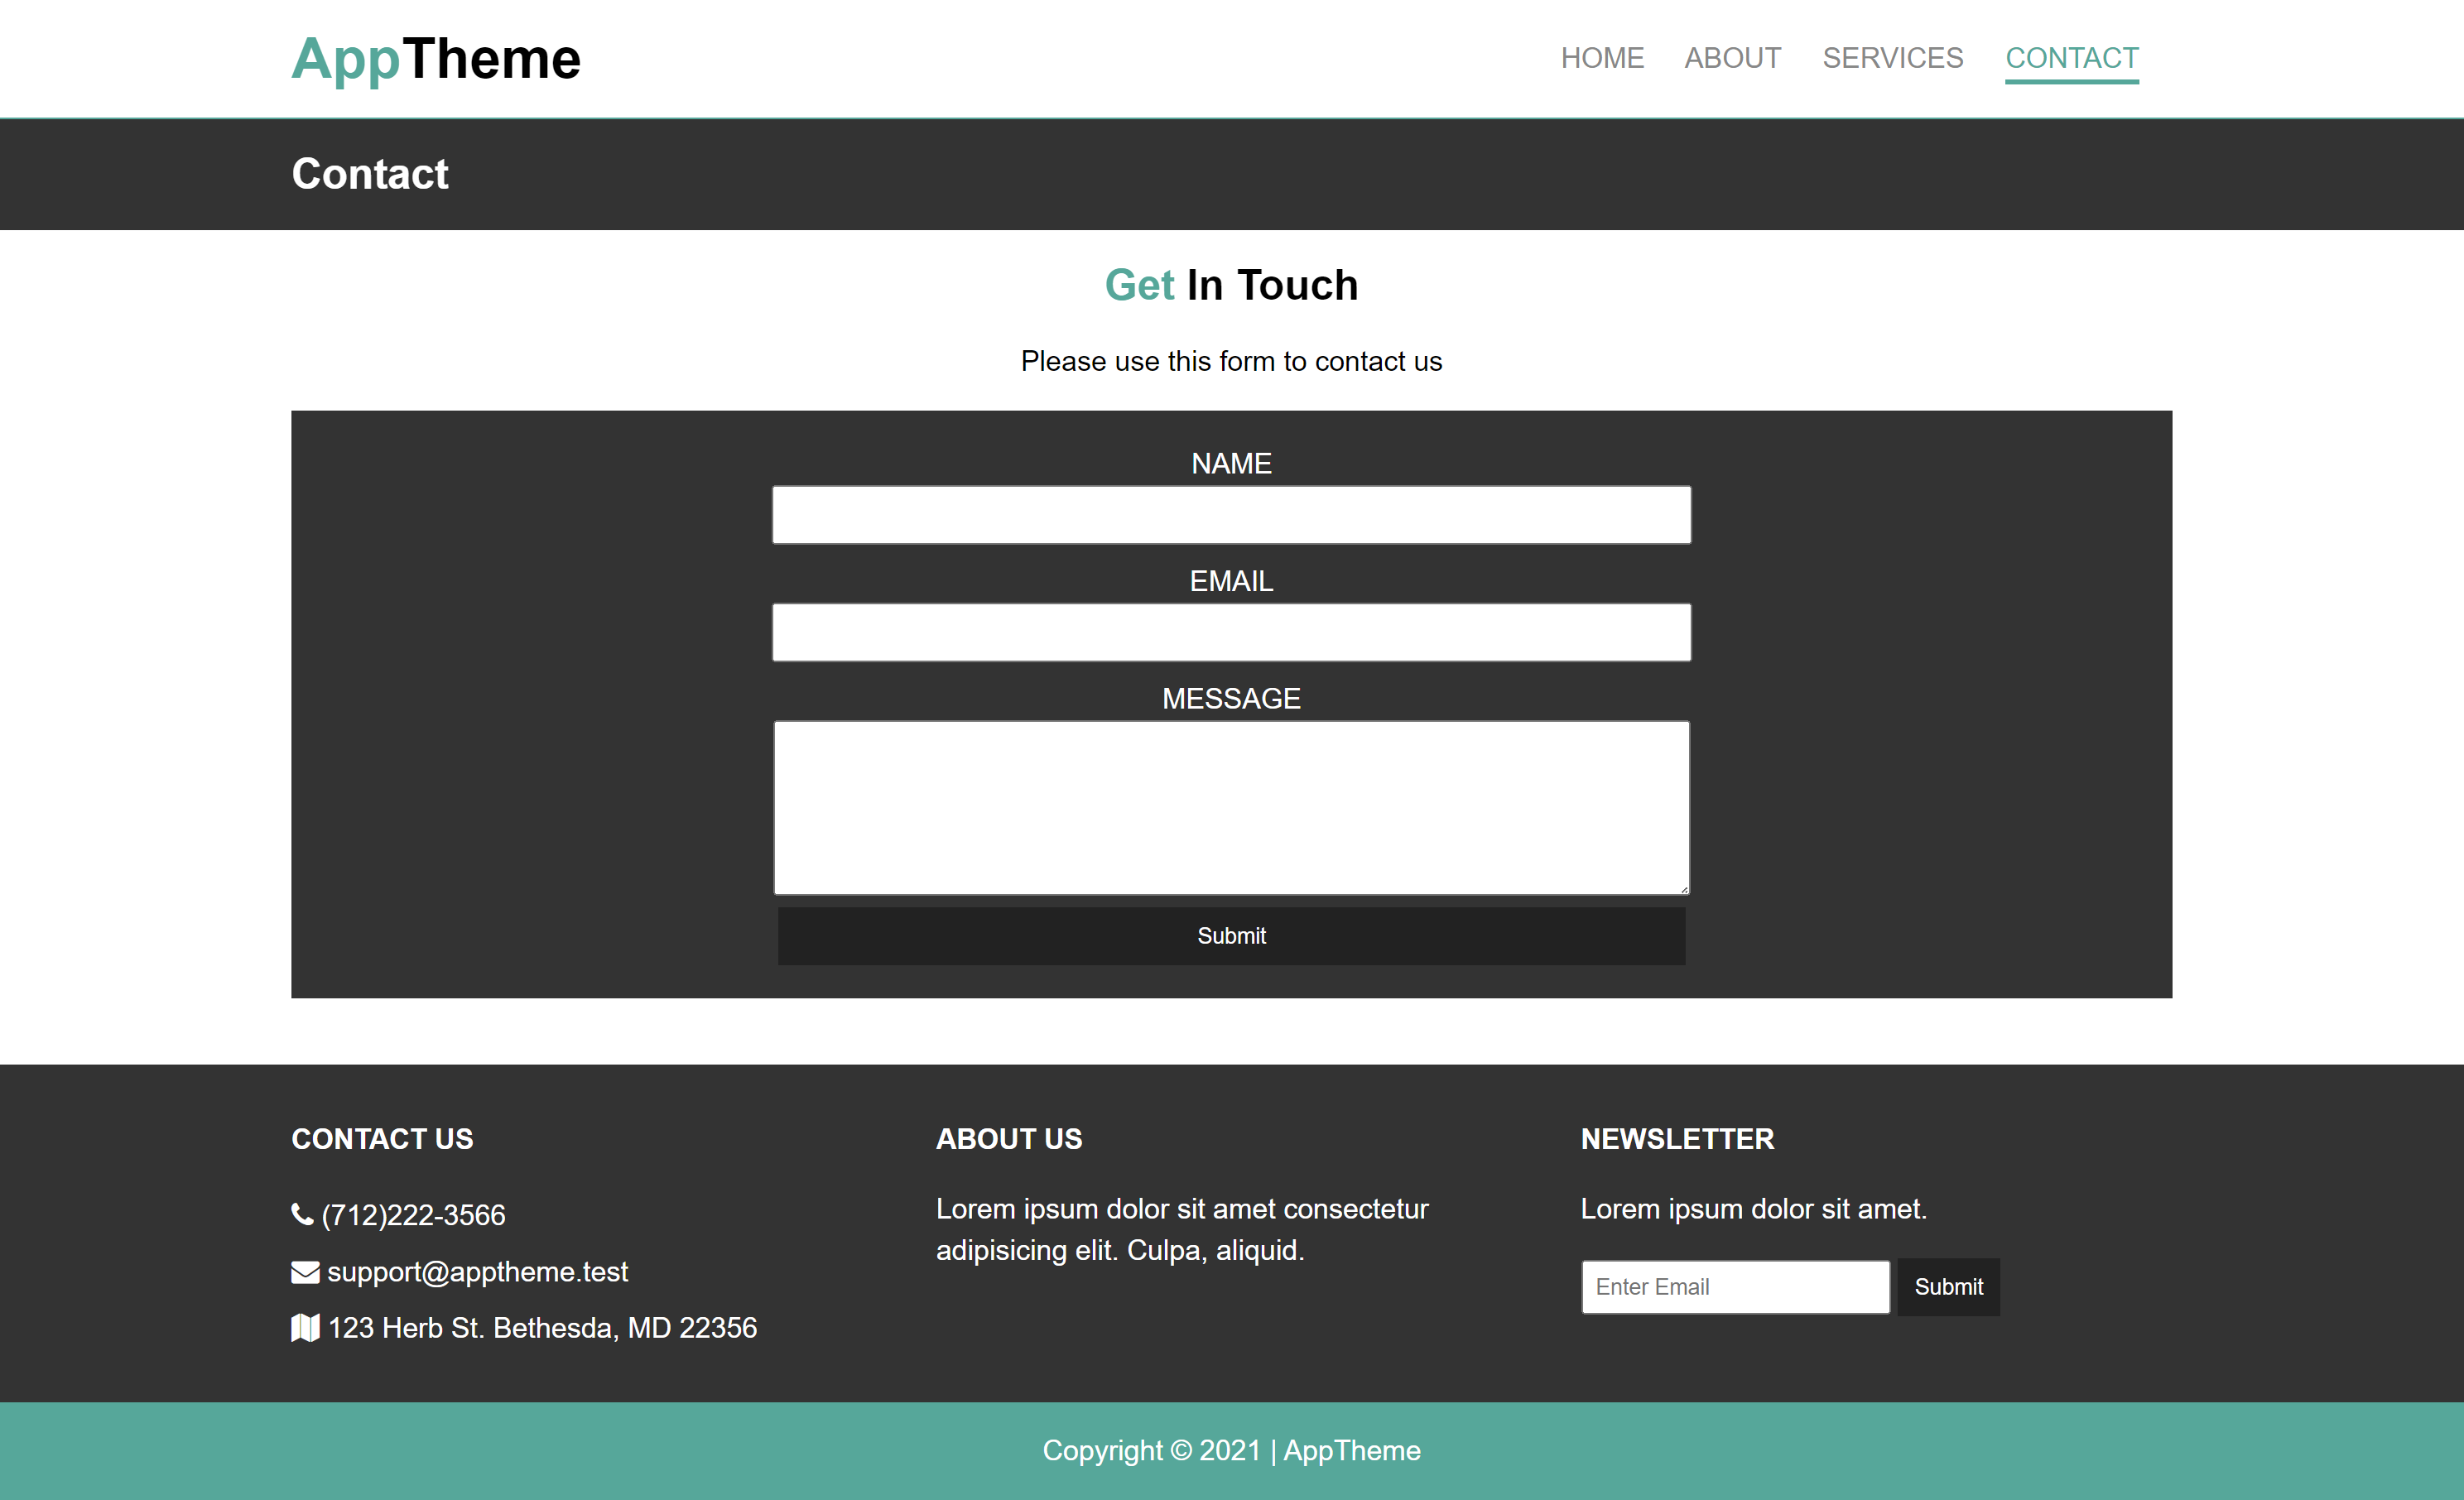 AppTheme
HOME ABOUT SERVICES CONTACT
Contact
Get In Touch
Please use this form to contact us
NAME
EMAIL
MESSAGE
Submit
CONTACT US
(712)222-3566
support@apptheme.test
123 Herb St. Bethesda, MD 22356
ABOUT US
Lorem ipsum dolor sit amet consectetur
adipisicing elit. Culpa, aliquid.
NEWSLETTER
Lorem ipsum dolor sit amet.
Enter Email Submit
Copyright © 2021 | AppTheme